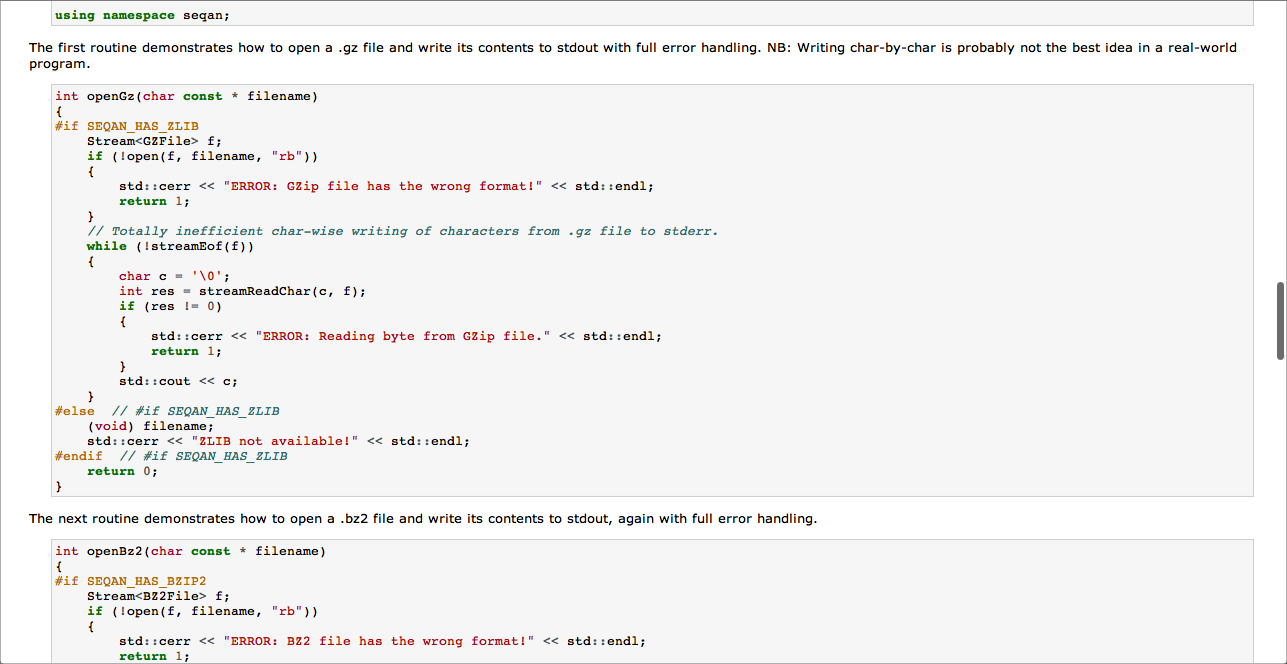 using namespace seqan;
The first routine demonstrates how to open a .gz file and write its contents to stdout with full error handling. NB: Writing char-by-char is probably not the best idea in a real-world
program.
int openGz(char const * filename)
{
#if SEQAN_HAS_ZLIB
    Stream<GZFile> f;
    if (!open(f, filename, "rb"))
    {
        std::cerr << "ERROR: GZip file has the wrong format!" << std::endl;
        return 1;
    }
    // Totally inefficient char-wise writing of characters from .gz file to stderr.
    while (!streamEof(f))
    {
        char c = '\0';
        int res = streamReadChar(c, f);
        if (res != 0)
        {
            std::cerr << "ERROR: Reading byte from GZip file." << std::endl;
            return 1;
        }
        std::cout << c;
    }
#else  // #if SEQAN_HAS_ZLIB
    (void) filename;
    std::cerr << "ZLIB not available!" << std::endl;
#endif  // #if SEQAN_HAS_ZLIB
    return 0;
}
The next routine demonstrates how to open a .bz2 file and write its contents to stdout, again with full error handling.
int openBz2(char const * filename)
{
#if SEQAN_HAS_BZIP2
    Stream<BZ2File> f;
    if (!open(f, filename, "rb"))
    {
        std::cerr << "ERROR: BZ2 file has the wrong format!" << std::endl;
        return 1;